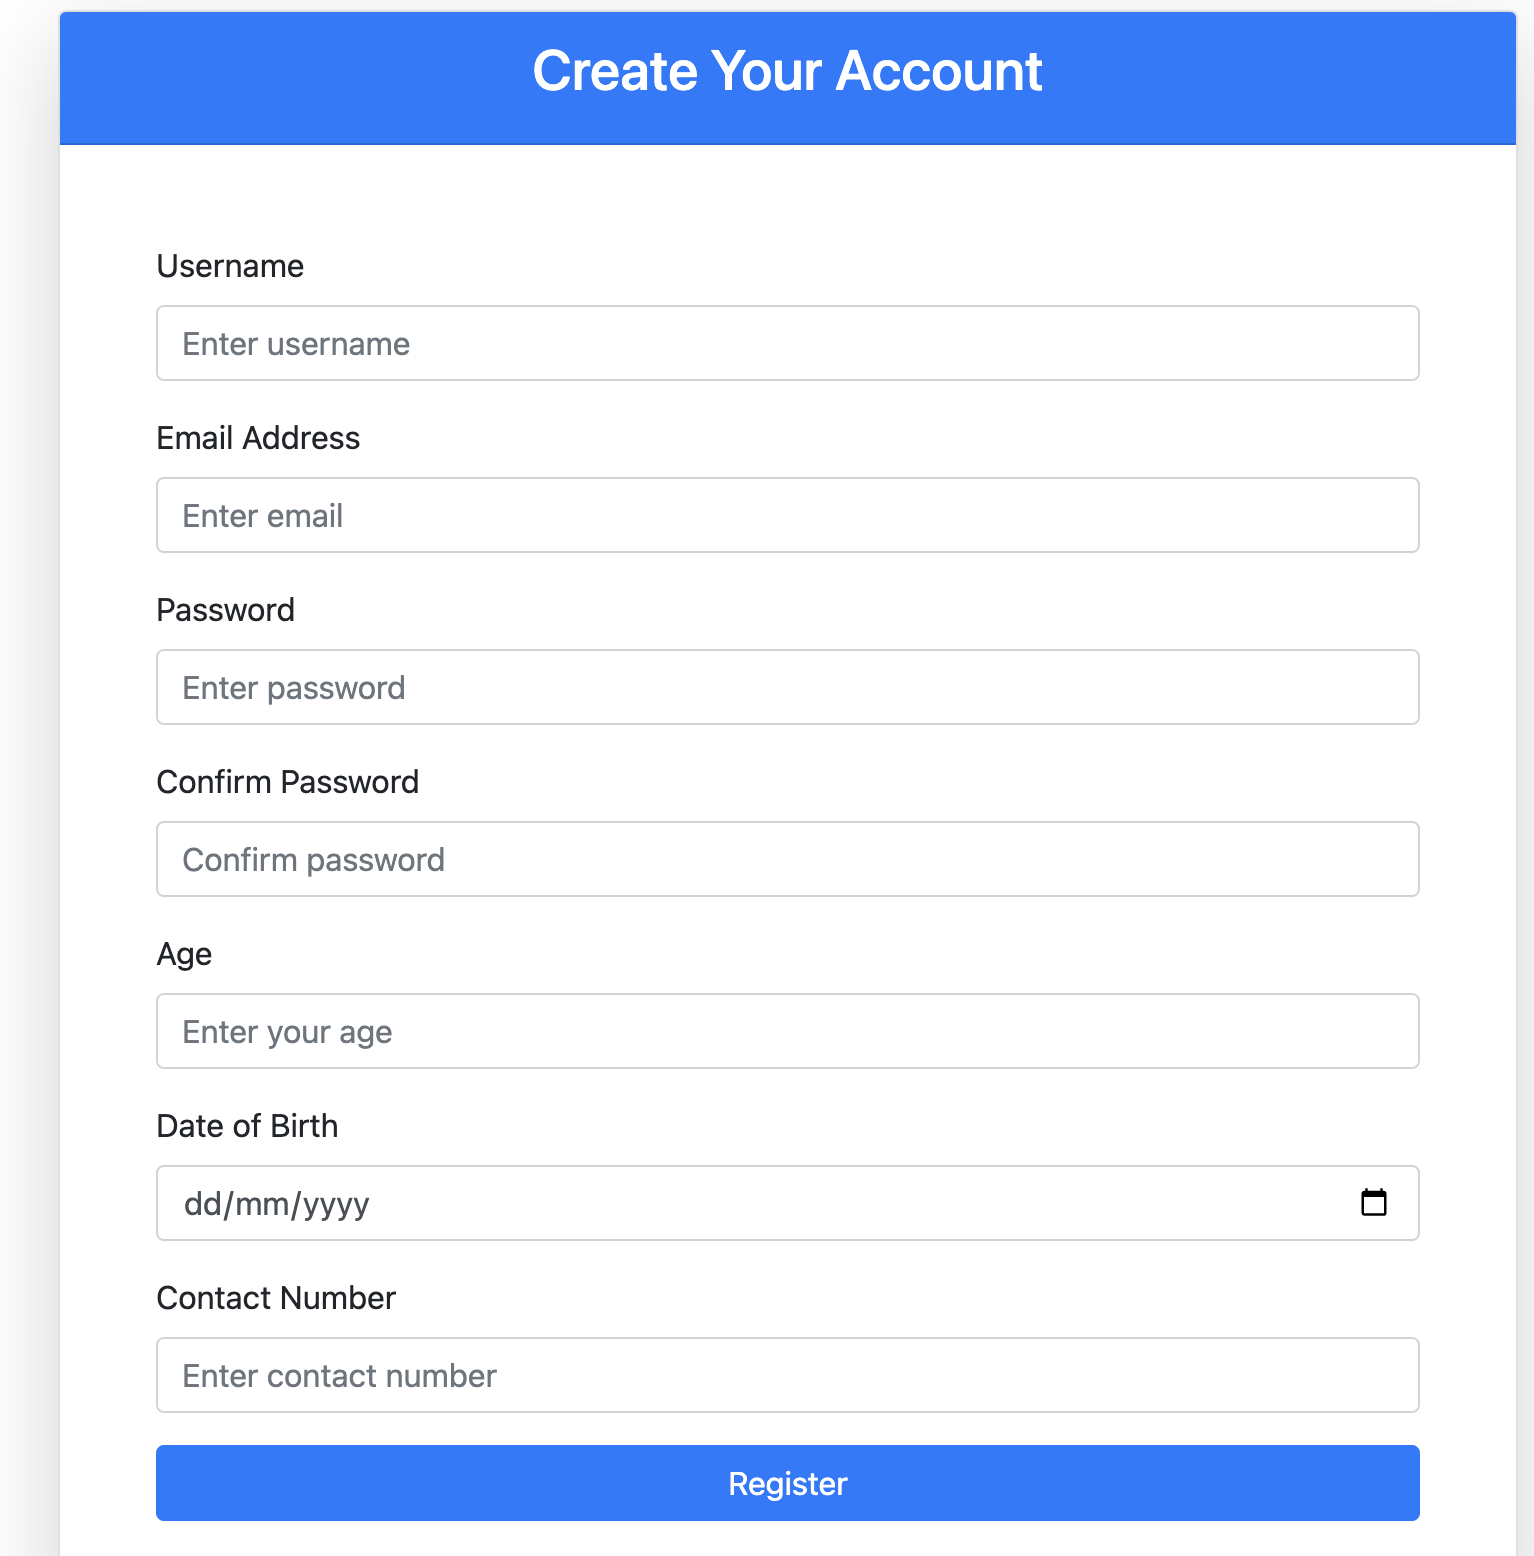 Create Your Account
Username
Enter username
Email Address
Enter email
Password
Enter password
Confirm Password
Confirm password
Age
Enter your age
Date of Birth
dd/mm/yyyy
Contact Number
Enter contact number
Register